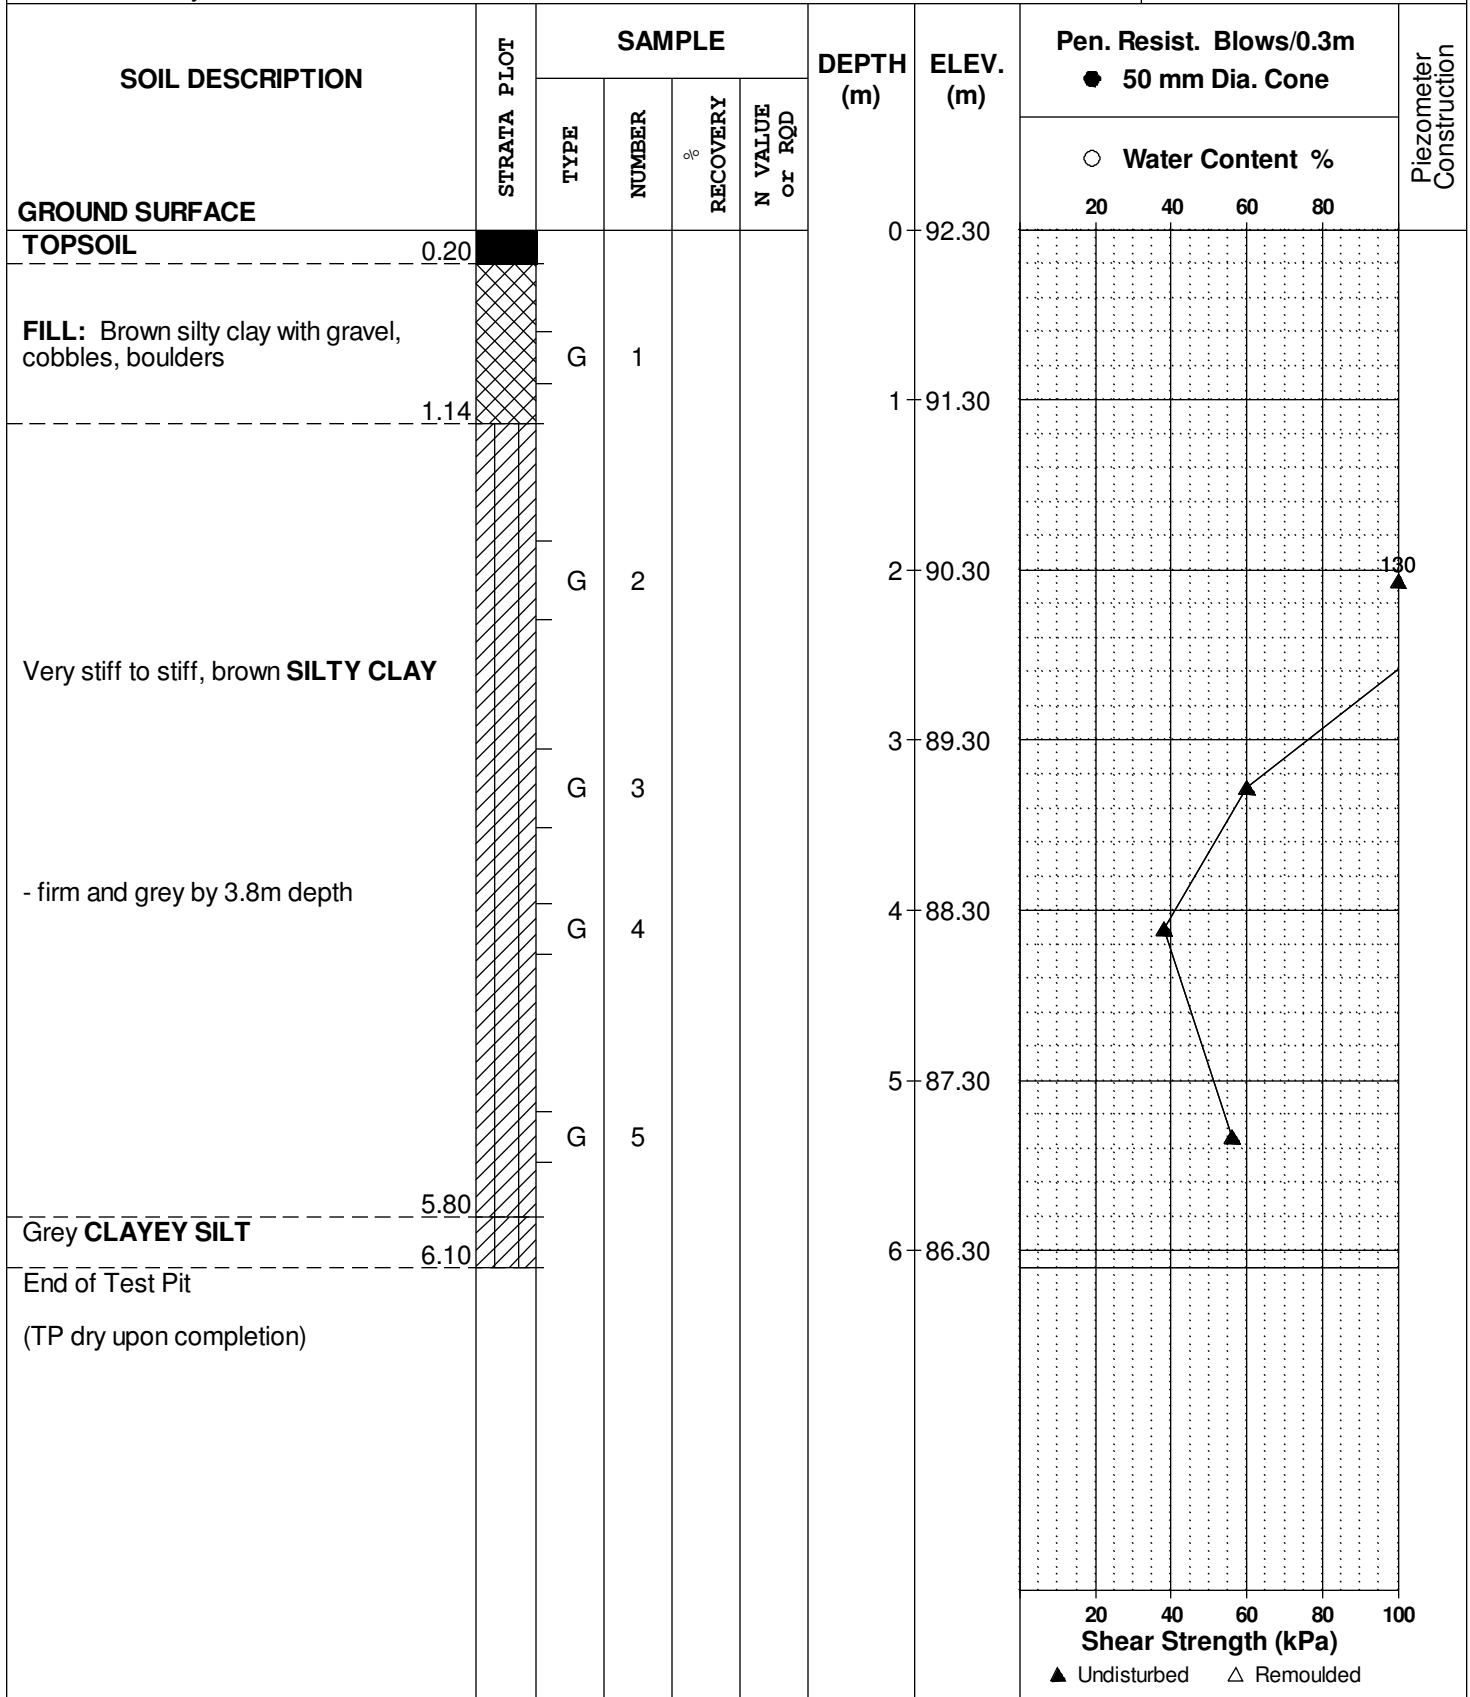 SOIL DESCRIPTION
GROUND SURFACE
STRATA PLOT
SAMPLE
TYPE
NUMBER
%
RECOVERY
N VALUE
or RQD
DEPTH
(m)
ELEV.
(m)
Pen. Resist. Blows/0.3m
● 50 mm Dia. Cone
○ Water Content %
20 40 60 80
Piezometer
Construction
TOPSOIL
0.20
0 92.30
FILL: Brown silty clay with gravel,
cobbles, boulders
G 1
1.14
1 91.30
2 90.30
130
G 2
Very stiff to stiff, brown SILTY CLAY
3 89.30
G 3
- firm and grey by 3.8m depth
4 88.30
G 4
5 87.30
G 5
5.80
Grey CLAYEY SILT
6.10
6 86.30
End of Test Pit
(TP dry upon completion)
20 40 60 80 100
Shear Strength (kPa)
▲ Undisturbed △ Remoulded